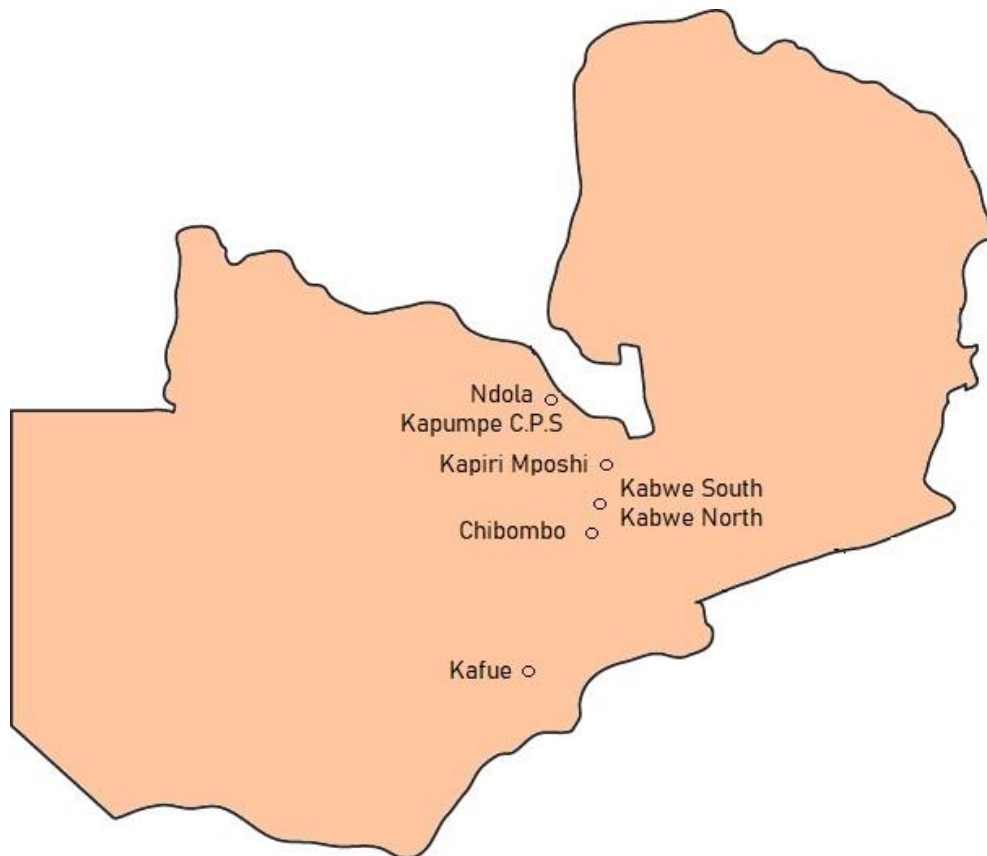 Ndola
Kapumpe C.P.S
Kapiri Mposhi
Kabwe South
Kabwe North
Chibombo
Kafue